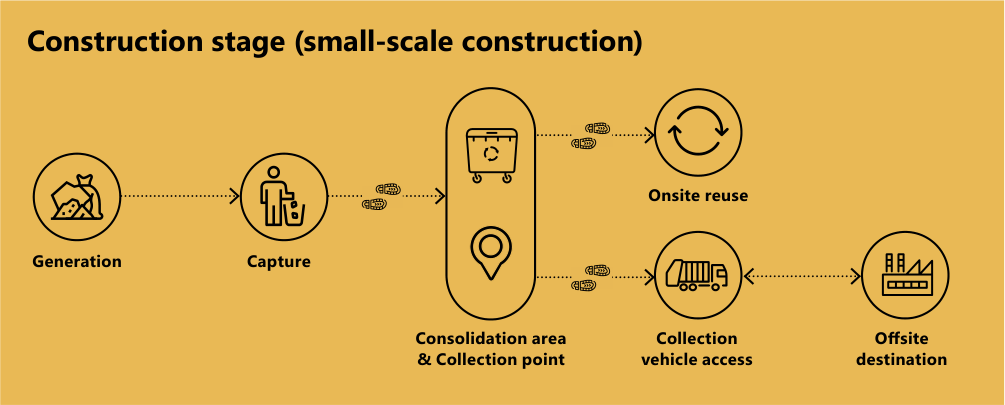 Construction stage (small-scale construction)
Generation
Capture
Consolidation area
& Collection point
Onsite reuse
Collection
vehicle access
Offsite
destination